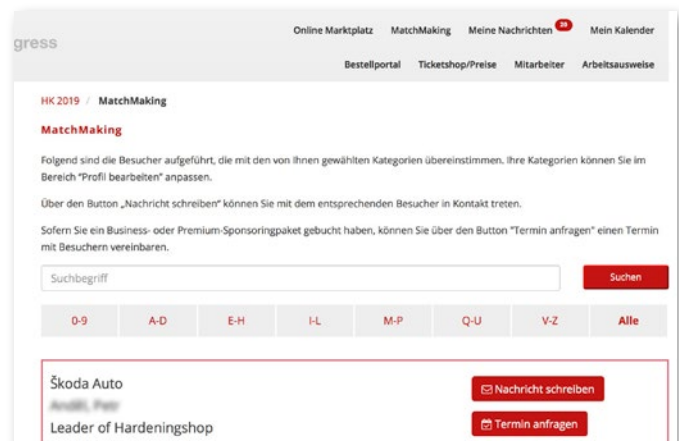 gress
Online Marktplatz MatchMaking Meine Nachrichten 20 Mein Kalender
Bestellportal Ticketshop/Preise Mitarbeiter Arbeitsausweise
HK 2019 / MatchMaking
MatchMaking
Folgend sind die Besucher aufgeführt, die mit den von Ihnen gewählten Kategorien übereinstimmen. Ihre Kategorien können Sie im
Bereich "Profil bearbeiten" anpassen.
Über den Button „Nachricht schreiben" können Sie mit dem entsprechenden Besucher in Kontakt treten.
Sofern Sie ein Business- oder Premium-Sponsoringpaket gebucht haben, können Sie über den Button "Termin anfragen" einen Termin
mit Besuchern vereinbaren.
Suchbegriff Suchen
0-9 A-D E-H I-L M-P Q-U V-Z Alle
Škoda Auto
Nachricht schreiben
Leader of Hardeningshop
Termin anfragen